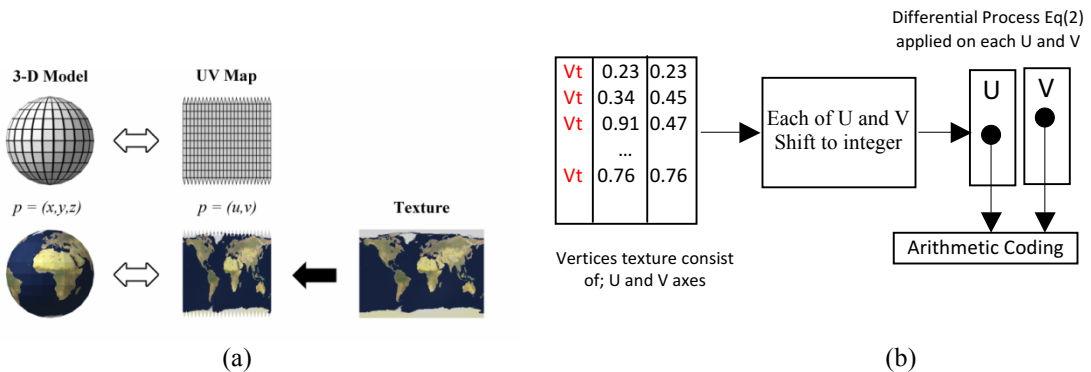 3-D Model
UV Map
p = (x,y,z)
p = (u,v)
Texture
(a)
Differential Process Eq(2)
applied on each U and V
Vt 0.23 0.23
Vt 0.34 0.45
Vt 0.91 0.47
...
Vt 0.76 0.76
Each of U and V
Shift to integer
U
V
Arithmetic Coding
Vertices texture consist
of; U and V axes
(b)